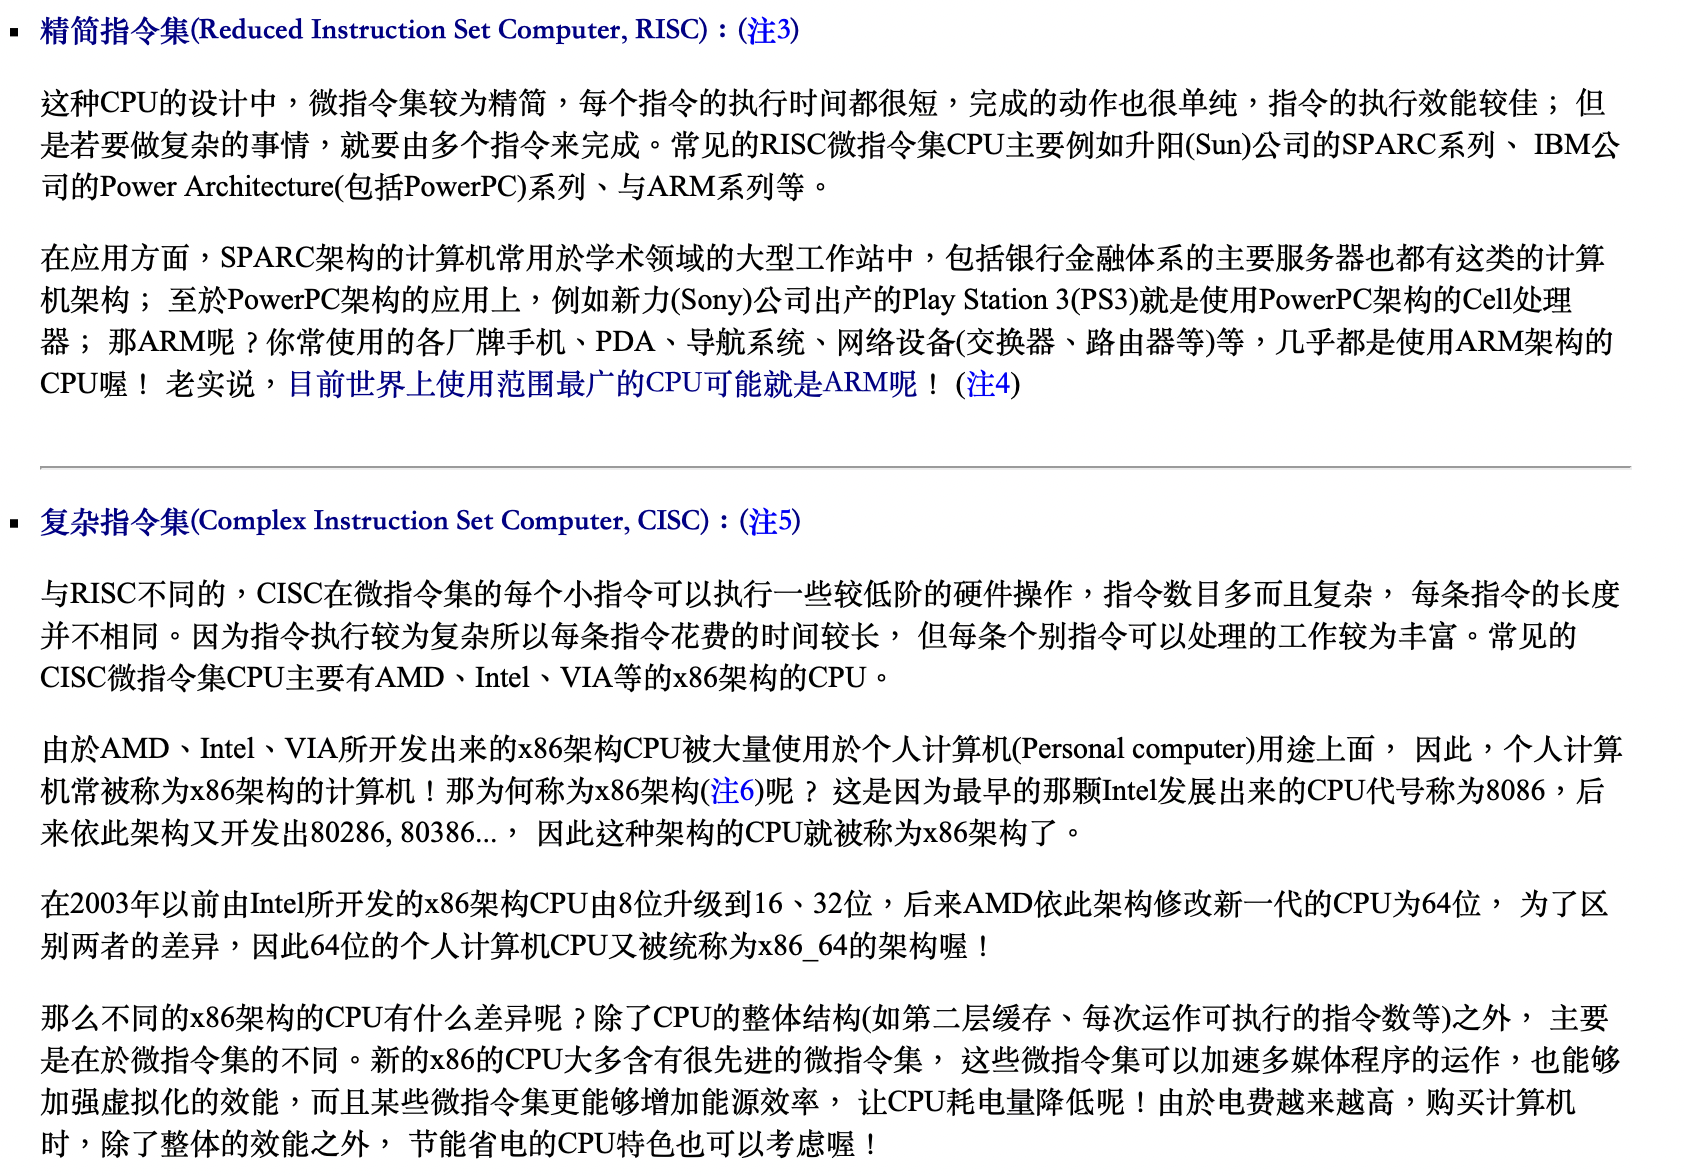 精简指令集(Reduced Instruction Set Computer, RISC)：(注3)
这种CPU的设计中，微指令集较为精简，每个指令的执行时间都很短，完成的动作也很单纯，指令的执行效能较佳； 但
是若要做复杂的事情，就要由多个指令来完成。常见的RISC微指令集CPU主要例如升阳(Sun)公司的SPARC系列、 IBM公
司的Power Architecture(包括PowerPC)系列、与ARM系列等。
在应用方面，SPARC架构的计算机常用於学术领域的大型工作站中，包括银行金融体系的主要服务器也都有这类的计算
机架构； 至於PowerPC架构的应用上，例如新力(Sony)公司出产的Play Station 3(PS3)就是使用PowerPC架构的Cell处理
器； 那ARM呢？你常使用的各厂牌手机、PDA、导航系统、网络设备(交换器、路由器等)等，几乎都是使用ARM架构的
CPU喔！ 老实说，目前世界上使用范围最广的CPU可能就是ARM呢！ (注4)
复杂指令集(Complex Instruction Set Computer, CISC)：(注5)
与RISC不同的，CISC在微指令集的每个小指令可以执行一些较低阶的硬件操作，指令数目多而且复杂， 每条指令的长度
并不相同。因为指令执行较为复杂所以每条指令花费的时间较长， 但每条个别指令可以处理的工作较为丰富。常见的
CISC微指令集CPU主要有AMD、Intel、VIA等的x86架构的CPU。
由於AMD、Intel、VIA所开发出来的x86架构CPU被大量使用於个人计算机(Personal computer)用途上面， 因此，个人计算
机常被称为x86架构的计算机！那为何称为x86架构(注6)呢？ 这是因为最早的那颗Intel发展出来的CPU代号称为8086，后
来依此架构又开发出80286, 80386...， 因此这种架构的CPU就被称为x86架构了。
在2003年以前由Intel所开发的x86架构CPU由8位升级到16、32位，后来AMD依此架构修改新一代的CPU为64位， 为了区
别两者的差异，因此64位的个人计算机CPU又被统称为x86_64的架构喔！
那么不同的x86架构的CPU有什么差异呢？除了CPU的整体结构(如第二层缓存、每次运作可执行的指令数等)之外， 主要
是在於微指令集的不同。新的x86的CPU大多含有很先进的微指令集， 这些微指令集可以加速多媒体程序的运作，也能够
加强虚拟化的效能，而且某些微指令集更能够增加能源效率， 让CPU耗电量降低呢！由於电费越来越高，购买计算机
时，除了整体的效能之外， 节能省电的CPU特色也可以考虑喔！